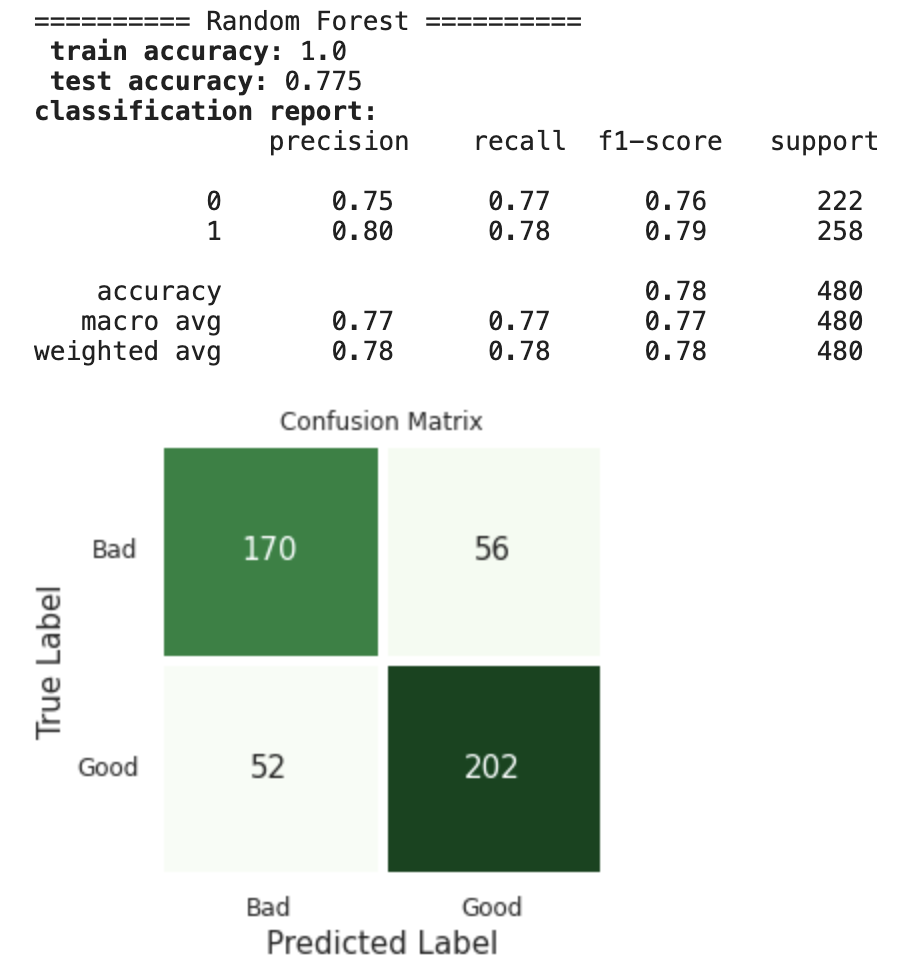 ========== Random Forest ==========
train accuracy: 1.0
test accuracy: 0.775
classification report:
precision recall f1-score support
0 0.75 0.77 0.76 222
1 0.80 0.78 0.79 258
accuracy 0.78 480
macro avg 0.77 0.77 0.77 480
weighted avg 0.78 0.78 0.78 480
Confusion Matrix
Bad 170 56
True Label
Good 52 202
Bad Good
Predicted Label